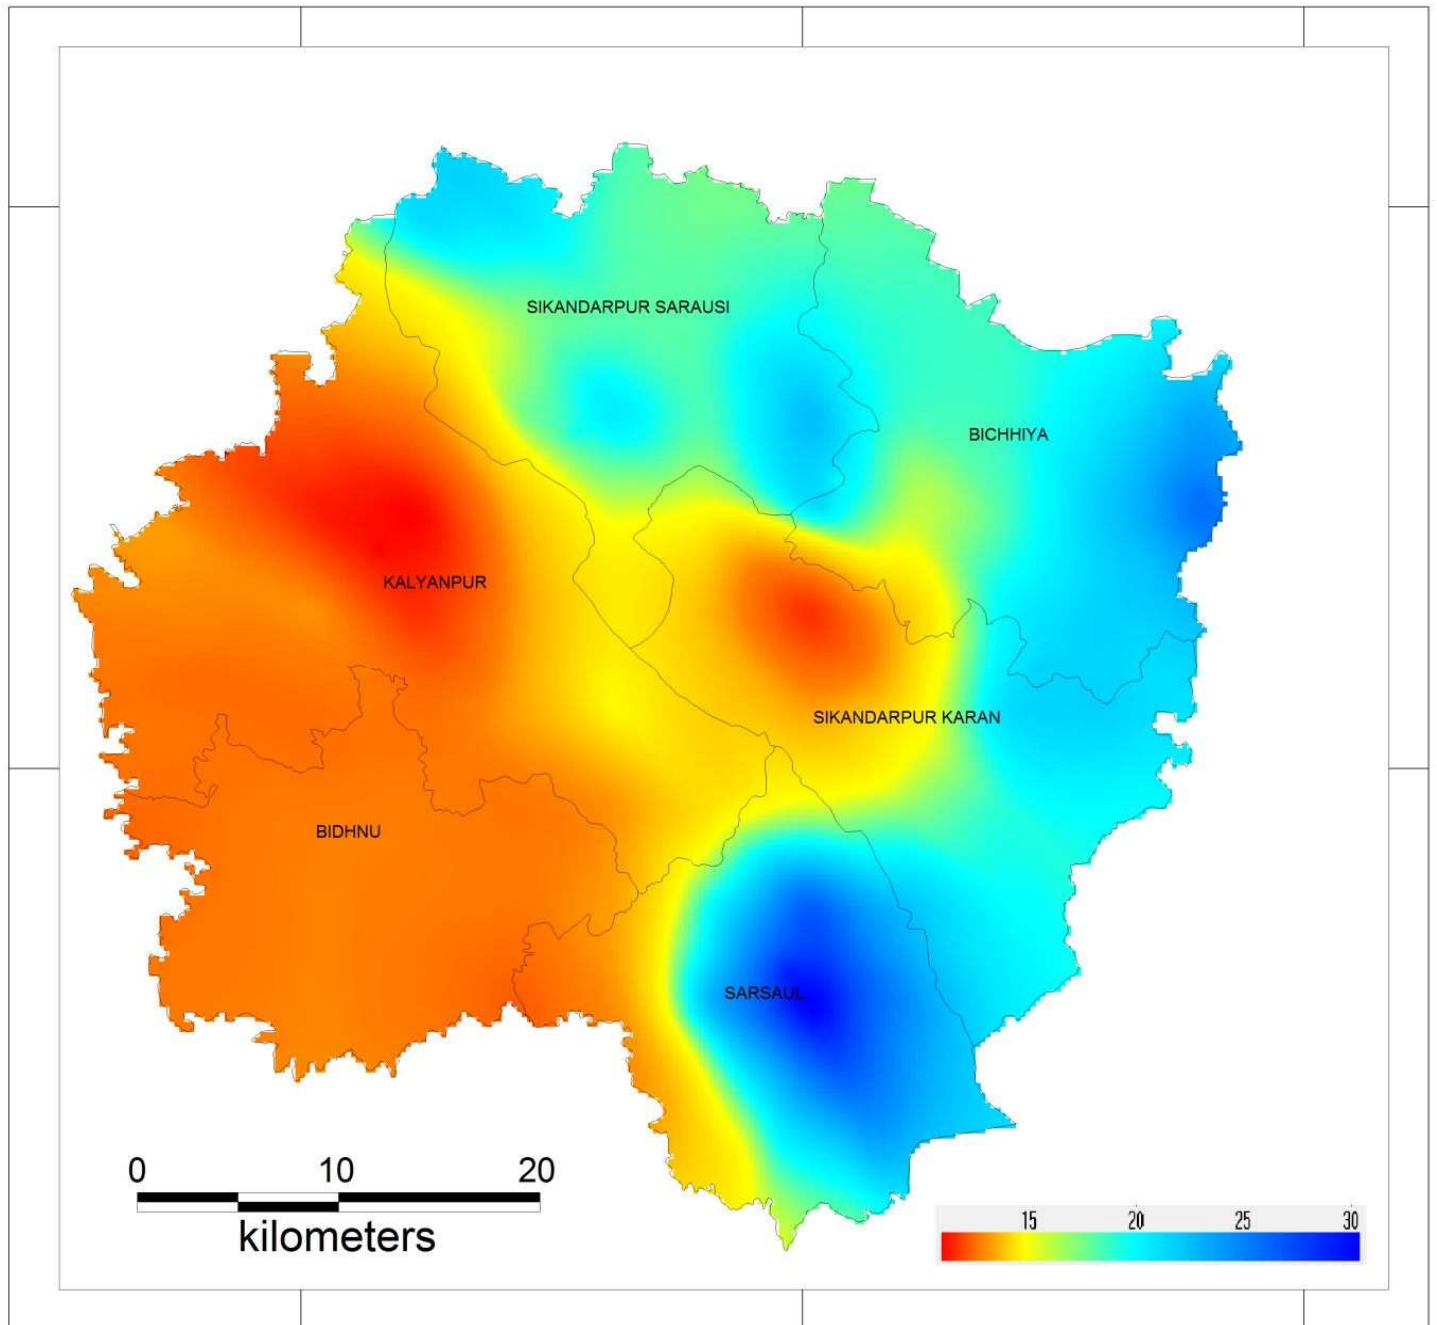 SIKANDARPUR SARAUSI
BICHHIYA
KALYANPUR
SIKANDARPUR KARAN
BIDHNU
SARSAUL
0 10 20
kilometers
15 20 25 30